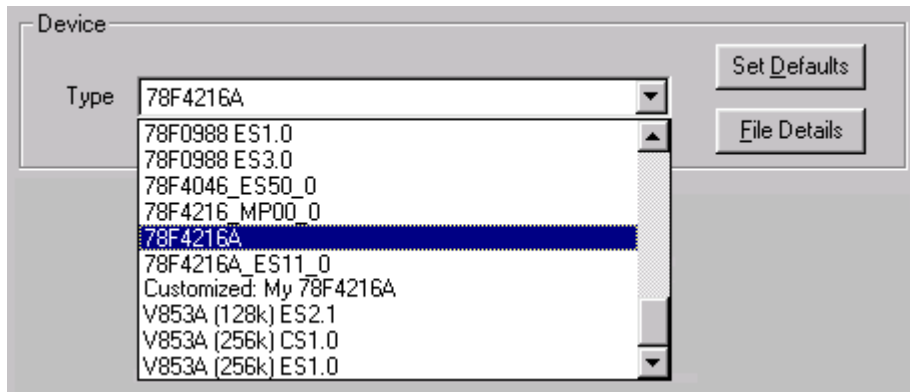 Device
Set Defaults
Type 78F4216A
File Details
78F0988 ES1.0
78F0988 ES3.0
78F4046_ES50_0
78F4216_MP00_0
78F4216A
78F4216A_ES11_0
Customized: My 78F4216A
V853A (128k) ES2.1
V853A (256k) CS1.0
V853A (256k) ES1.0